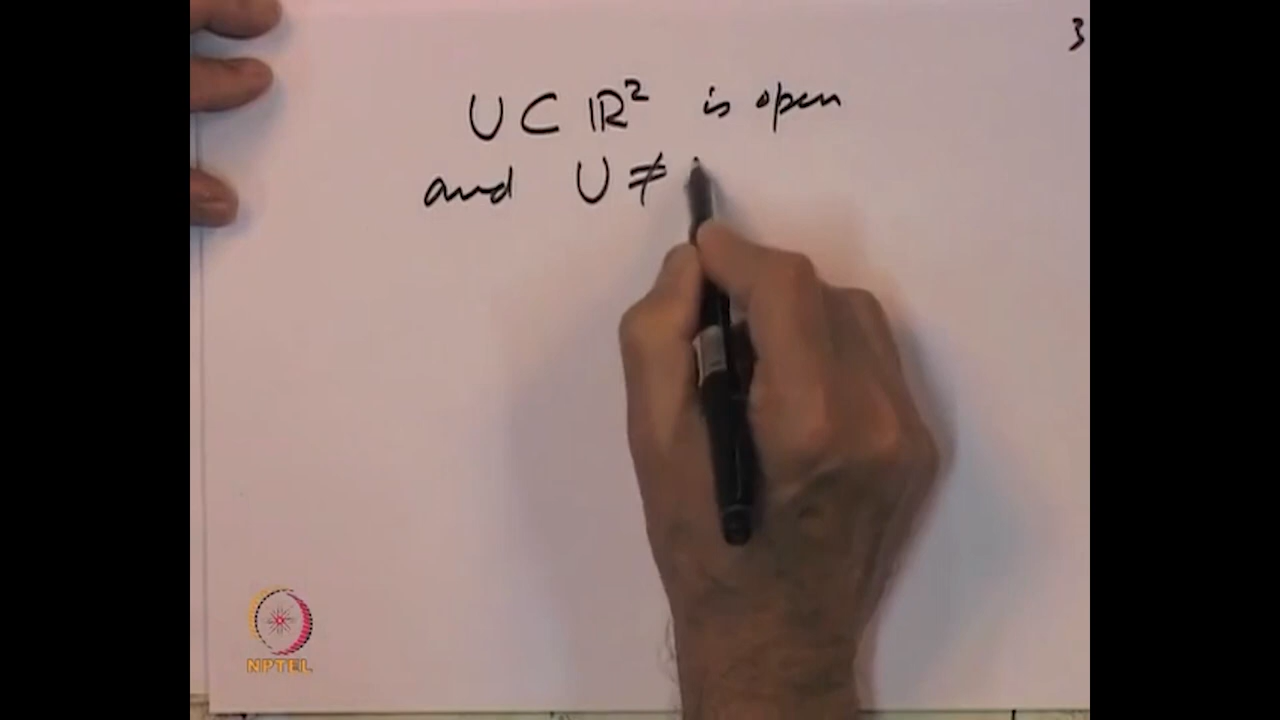 3
U ⊂ ℝ² is open
and U ≠
NPTEL